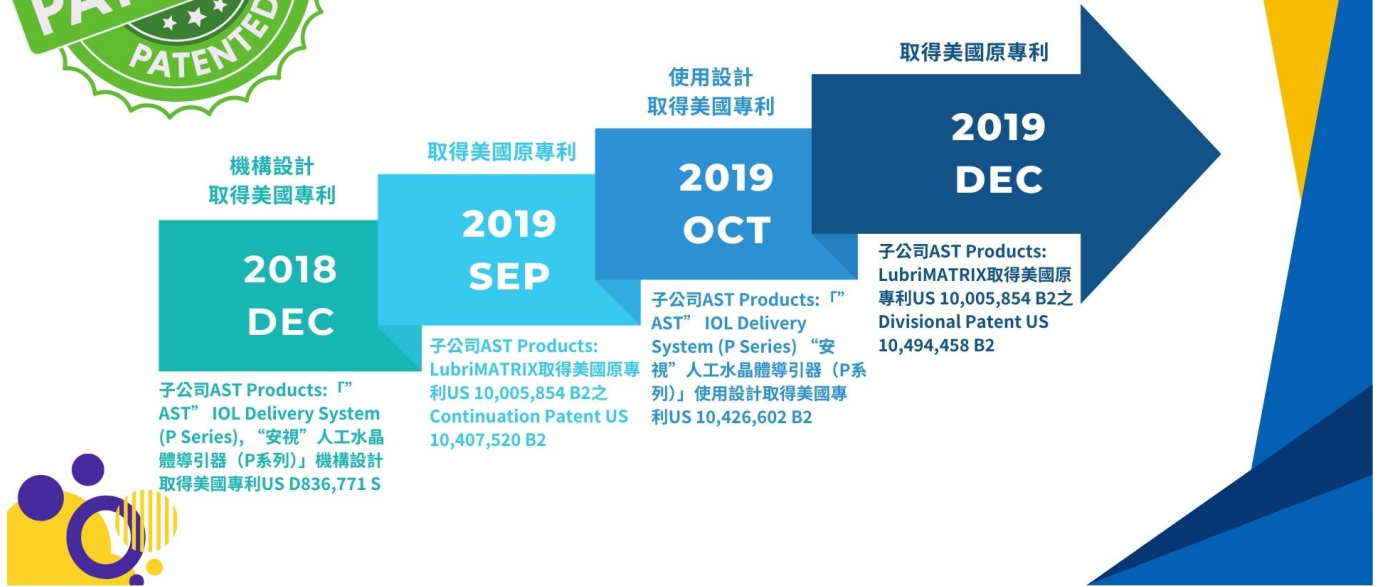 PATENTED
機構設計
取得美國專利
2018
DEC
子公司AST Products:「”
AST” IOL Delivery System
(P Series), “安視”人工水晶
體導引器（P系列）」機構設計
取得美國專利US D836,771 S
取得美國原專利
2019
SEP
子公司AST Products:
LubriMATRIX取得美國原專
利US 10,005,854 B2之
Continuation Patent US
10,407,520 B2
使用設計
取得美國專利
2019
OCT
子公司AST Products:「”
AST” IOL Delivery
System (P Series) “安
視”人工水晶體導引器（P系
列）」使用設計取得美國專
利US 10,426,602 B2
取得美國原專利
2019
DEC
子公司AST Products:
LubriMATRIX取得美國原
專利US 10,005,854 B2之
Divisional Patent US
10,494,458 B2